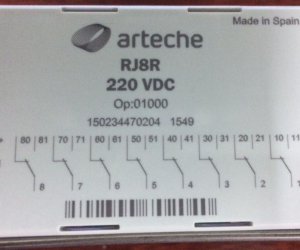 Made in Spain
arteche
RJ8R
220 VDC
Op:01000
150234470204 1549
80 81 70 71 60 61 50 51 40 41 30 31 20 21 10 11
8 7 6 5 4 3 2 1